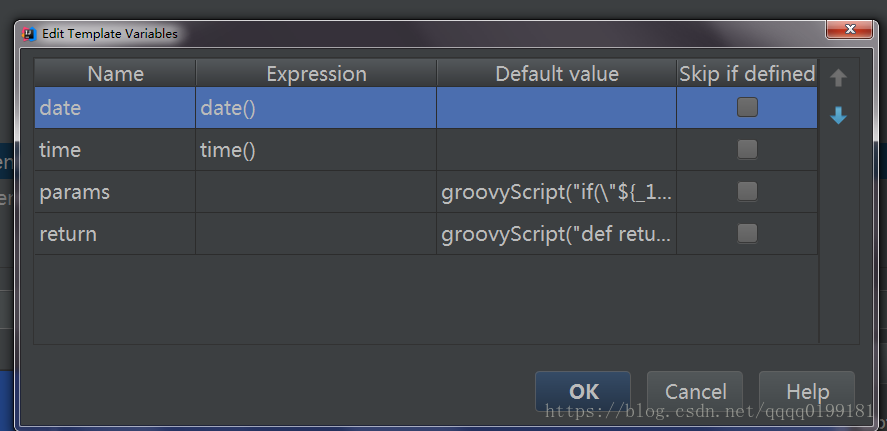 Edit Template Variables
Name Expression Default value Skip if defined
date date()
time time()
params groovyScript("if(\"${_1...
return groovyScript("def retu...
OK Cancel Help
https://blog.csdn.net/qqqq0199181